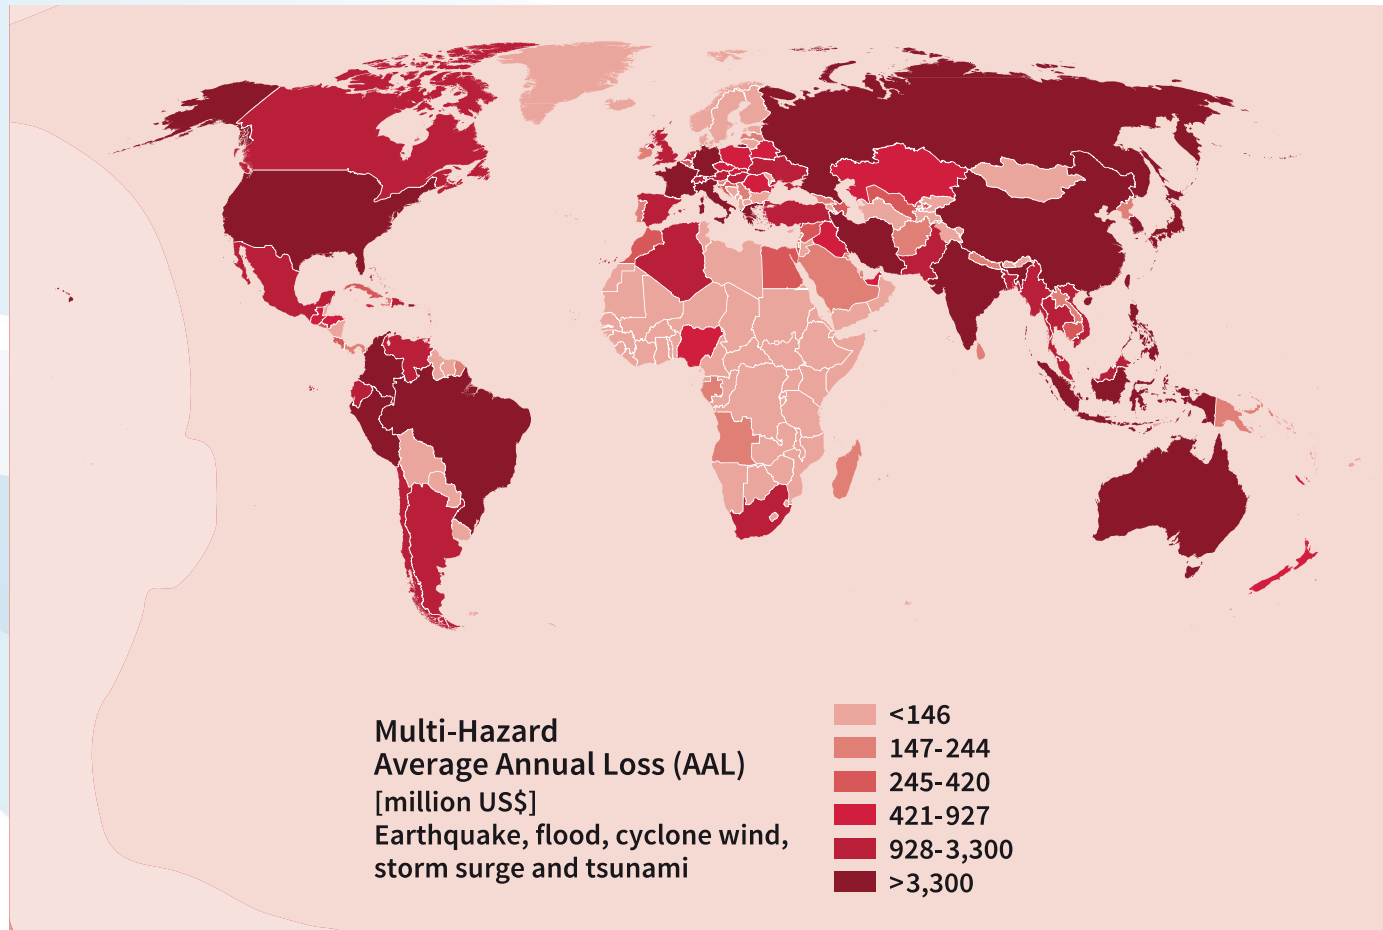 Multi-Hazard
Average Annual Loss (AAL)
[million US$]
Earthquake, flood, cyclone wind,
storm surge and tsunami
<146
147-244
245-420
421-927
928-3,300
>3,300